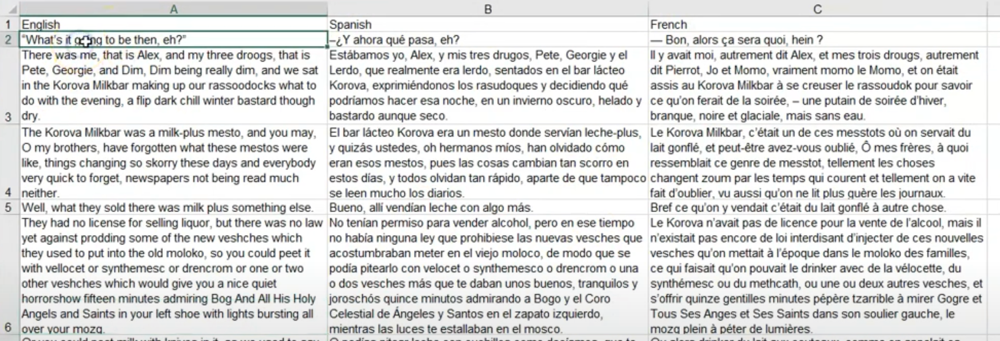 A B C
1 English Spanish French
2 “What’s it going to be then, eh?” –¿Y ahora qué pasa, eh? — Bon, alors ça sera quoi, hein ?
There was me, that is Alex, and my three droogs, that is
Pete, Georgie, and Dim, Dim being really dim, and we sat
in the Korova Milkbar making up our rassoodocks what to
do with the evening, a flip dark chill winter bastard though
3 dry.
Estábamos yo, Alex, y mis tres drugos, Pete, Georgie y el
Lerdo, que realmente era lerdo, sentados en el bar lácteo
Korova, exprimiéndonos los rasudoques y decidiendo qué
podríamos hacer esa noche, en un invierno oscuro, helado y
bastardo aunque seco.
Il y avait moi, autrement dit Alex, et mes trois drougs, autrement
dit Pierrot, Jo et Momo, vraiment momo le Momo, et on était
assis au Korova Milkbar à se creuser le rassoudok pour savoir
ce qu’on ferait de la soirée, – une putain de soirée d’hiver,
branque, noire et glaciale, mais sans eau.
The Korova Milkbar was a milk-plus mesto, and you may,
O my brothers, have forgotten what these mestos were
like, things changing so skorry these days and everybody
very quick to forget, newspapers not being read much
4 neither.
El bar lácteo Korova era un mesto donde servían leche-plus,
y quizás ustedes, oh hermanos míos, han olvidado cómo
eran esos mestos, pues las cosas cambian tan scorro en
estos días, y todos olvidan tan rápido, aparte de que tampoco
se leen mucho los diarios.
Le Korova Milkbar, c’était un de ces messtots où on servait du
lait gonflé, et peut-être avez-vous oublié, Ô mes frères, à quoi
ressemblait ce genre de messtot, tellement les choses
changent zoum par les temps qui courent et tellement on a vite
fait d’oublier, vu aussi qu’on ne lit plus guère les journaux.
5 Well, what they sold there was milk plus something else. Bueno, allí vendían leche con algo más. Bref ce qu’on y vendait c’était du lait gonflé à autre chose.
They had no license for selling liquor, but there was no law
yet against prodding some of the new veshches which
they used to put into the old moloko, so you could peet it
with vellocet or synthemesc or drencrom or one or two
other veshches which would give you a nice quiet
horrorshow fifteen minutes admiring Bog And All His Holy
Angels and Saints in your left shoe with lights bursting all
6 over your mozg.
No tenían permiso para vender alcohol, pero en ese tiempo
no había ninguna ley que prohibiese las nuevas vesches que
acostumbraban meter en el viejo moloco, de modo que se
podía pitearlo con velocet o synthemesco o drencrom o una
o dos vesches más que te daban unos buenos, tranquilos y
joroschós quince minutos admirando a Bogo y el Coro
Celestial de Ángeles y Santos en el zapato izquierdo,
mientras las luces te estallaban en el mosco.
Le Korova n’avait pas de licence pour la vente de l’alcool, mais il
n’existait pas encore de loi interdisant d’injecter de ces nouvelles
vesches qu’on mettait à l’époque dans le moloko des familles,
ce qui faisait qu’on pouvait le drinker avec de la vélocette, du
synthémesc ou du methcath, ou une ou deux autres vesches, et
s’offrir quinze gentilles minutes pépère tzarrible à mirer Gogre et
Tous Ses Anges et Ses Saints dans son soulier gauche, le
mozg plein à péter de lumières.